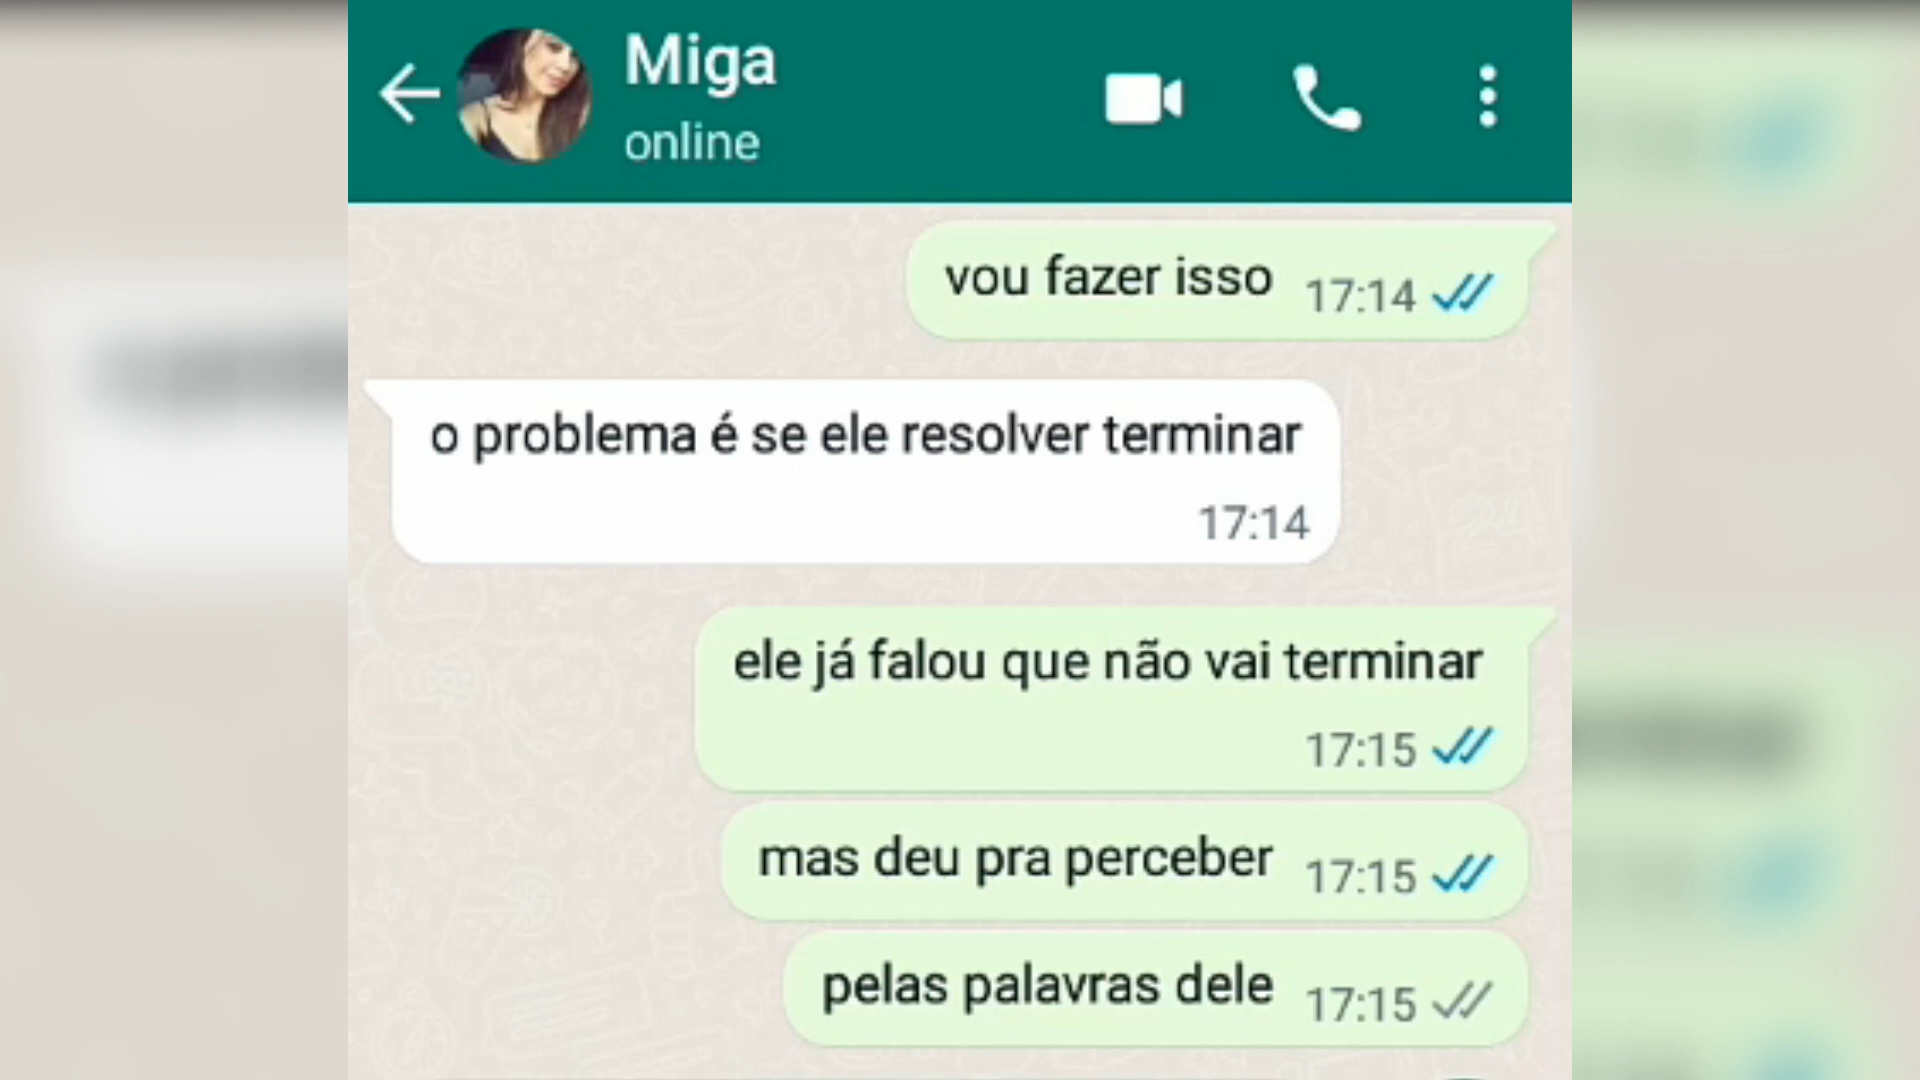 Miga
online
vou fazer isso 17:14
o problema é se ele resolver terminar
17:14
ele já falou que não vai terminar
17:15
mas deu pra perceber 17:15
pelas palavras dele 17:15